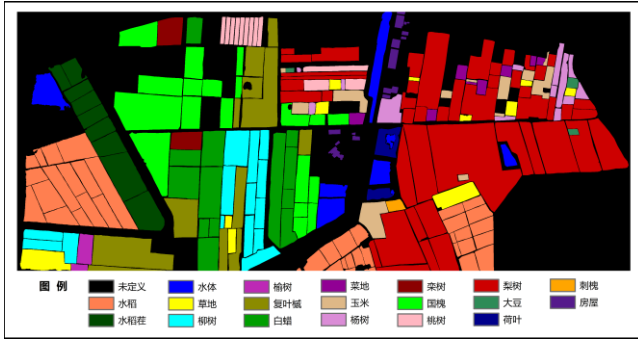 图 例 未定义 水体 榆树 菜地 栾树 梨树 刺槐
水稻 草地 复叶槭 玉米 国槐 大豆 房屋
水稻茬 柳树 白蜡 杨树 桃树 荷叶